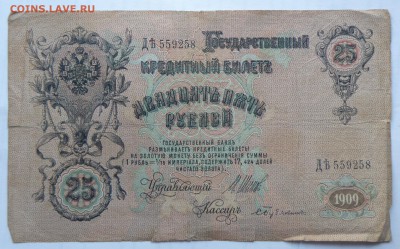 COINS.LAVE.RU
ДѢ 559258
Государственный
25
Кредитный Билетъ
Двадцать пять
рублей
Государственный Банкъ
размѣниваетъ кредитные билеты
на золотую монету безъ ограниченія суммы
(1 рубль = 1/15 имперіала, содержитъ 17,424 долей
чистаго золота).
ДѢ 559258
25
Управляющій
Кассиръ
1909